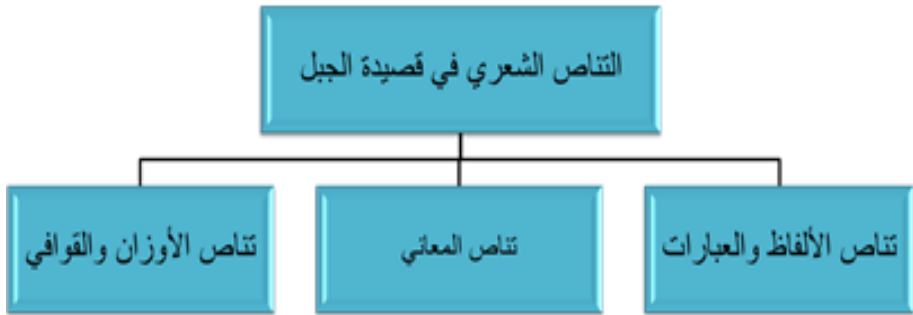 التناص الشعري في قصيدة الجبل
تناص الألفاظ والعبارات
تناص المعاني
تناص الأوزان والقوافي